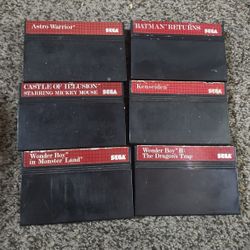 Astro Warrior
SEGA
BATMAN RETURNS
SEGA
CASTLE OF ILLUSION
STARRING MICKEY MOUSE
SEGA
Kenseiden
SEGA
Wonder Boy
in Monster Land
SEGA
Wonder Boy III:
The Dragon's Trap
SEGA